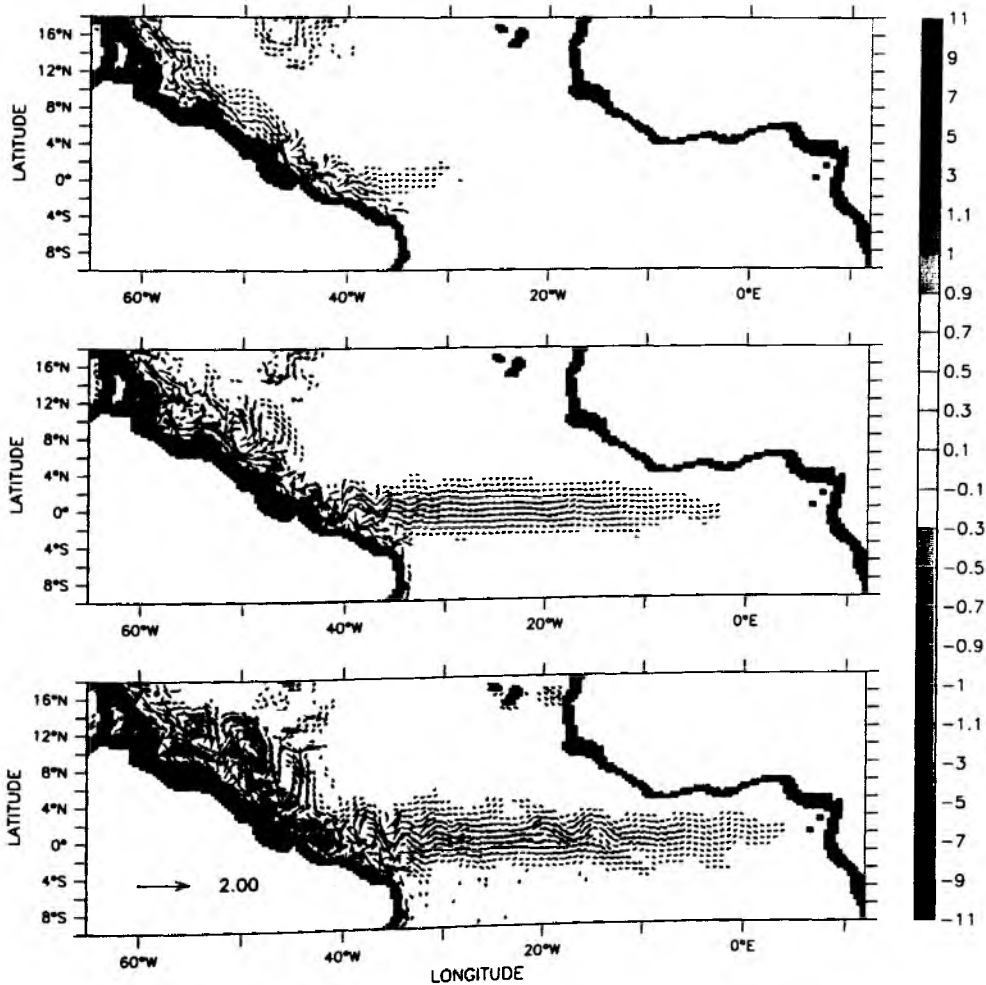 16°N
12°N
8°N
4°N
0°
4°S
8°S
LATITUDE
60°W
40°W
20°W
0°E
16°N
12°N
8°N
4°N
0°
4°S
8°S
LATITUDE
60°W
40°W
20°W
0°E
16°N
12°N
8°N
4°N
0°
4°S
8°S
LATITUDE
2.00
60°W
40°W
20°W
0°E
LONGITUDE
11
9
7
5
3
1.1
1
0.9
0.7
0.5
0.3
0.1
-0.1
-0.3
-0.5
-0.7
-0.9
-1
-1.1
-3
-5
-7
-9
-11